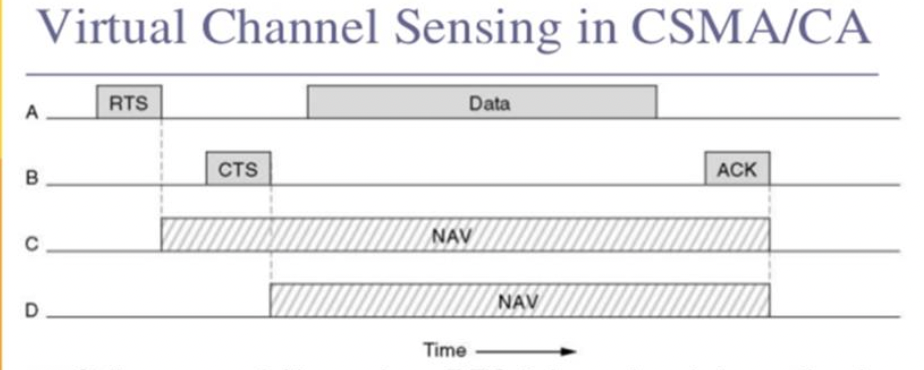 Virtual Channel Sensing in CSMA/CA
A RTS Data
B CTS ACK
C NAV
D NAV
Time